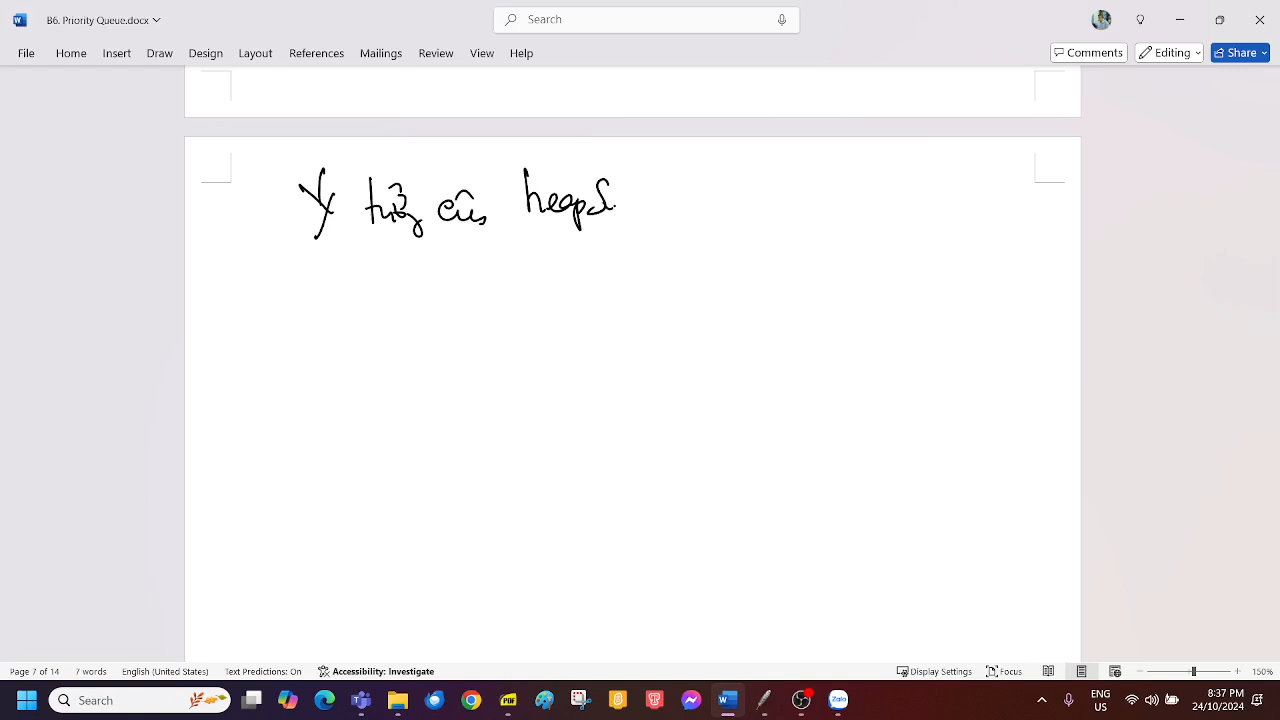 B6. Priority Queue.docx
Search
File Home Insert Draw Design Layout References Mailings Review View Help
Comments Editing Share
Ý tưởng của heapS
Page 7 of 14 7 words English (United States) Text Predictions: On Accessibility: Investigate Display Settings Focus 150%
Search PDF Zalo ENG US 8:37 PM 24/10/2024